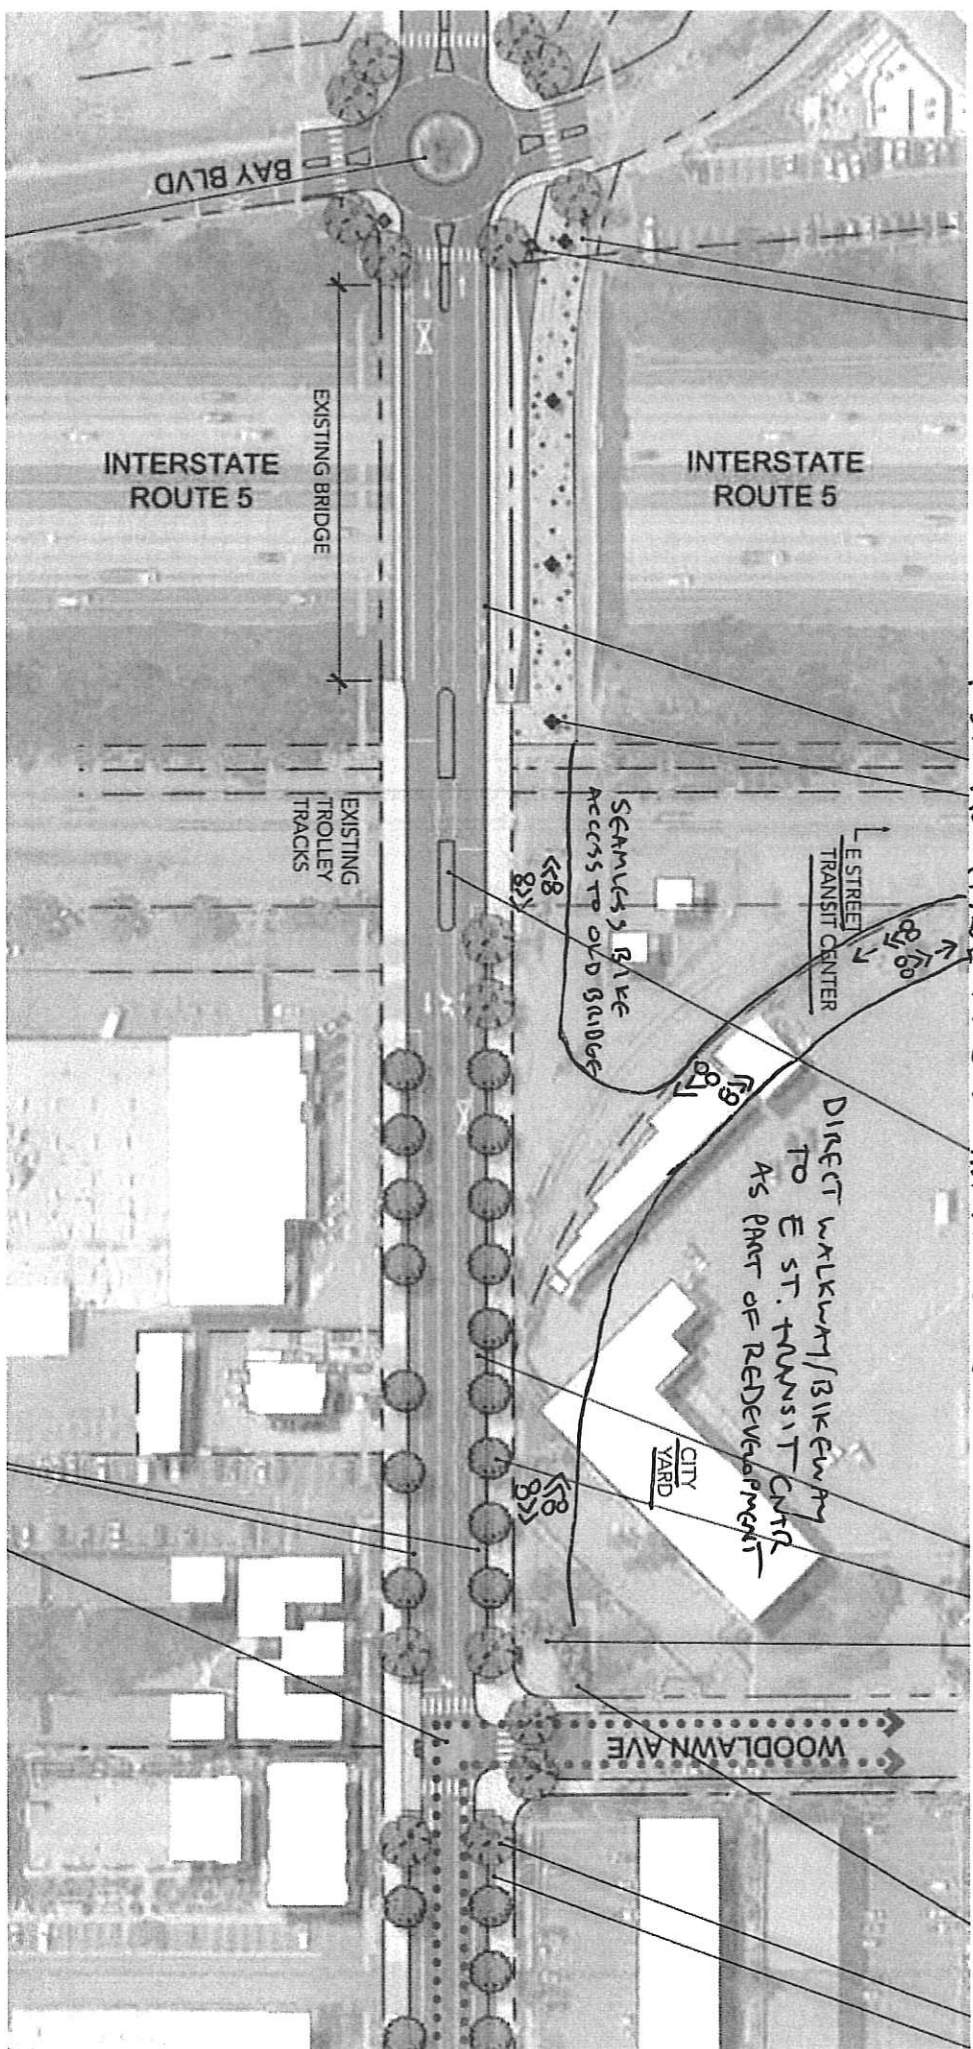 BAY BLVD
INTERSTATE
ROUTE 5
EXISTING BRIDGE
INTERSTATE
ROUTE 5
EXISTING
TROLLEY
TRACKS
SEAMLESS BIKE
ACCESS TO OLD BRIDGE
E STREET
TRANSIT CENTER
DIRECT WALKWAY/BIKEWAY
TO E ST. TRANSIT CNTR
AS PART OF REDEVELOPMENT
CITY
YARD
WOODLAWN AVE